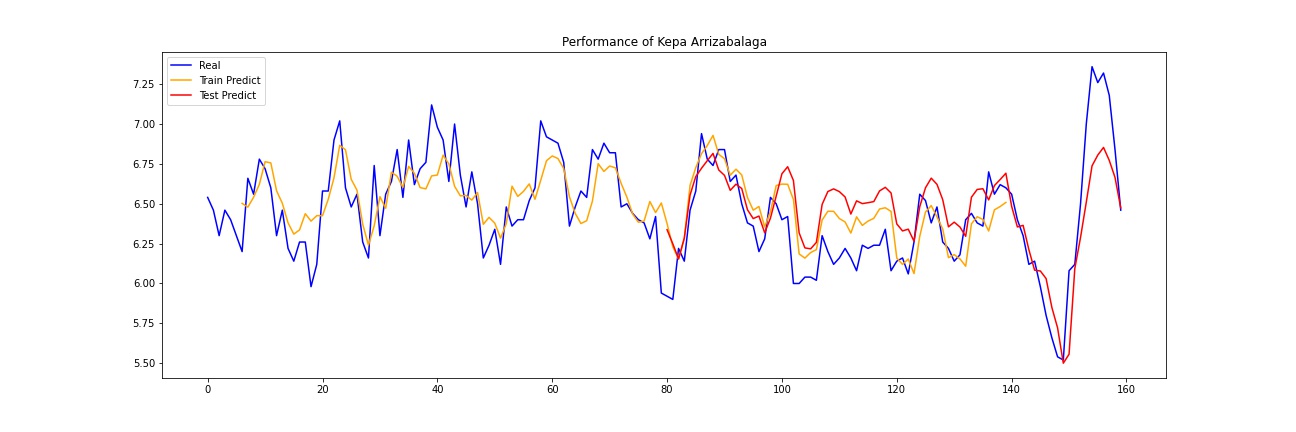 Performance of Kepa Arrizabalaga
Real
Train Predict
Test Predict
7.25
7.00
6.75
6.50
6.25
6.00
5.75
5.50
0 20 40 60 80 100 120 140 160